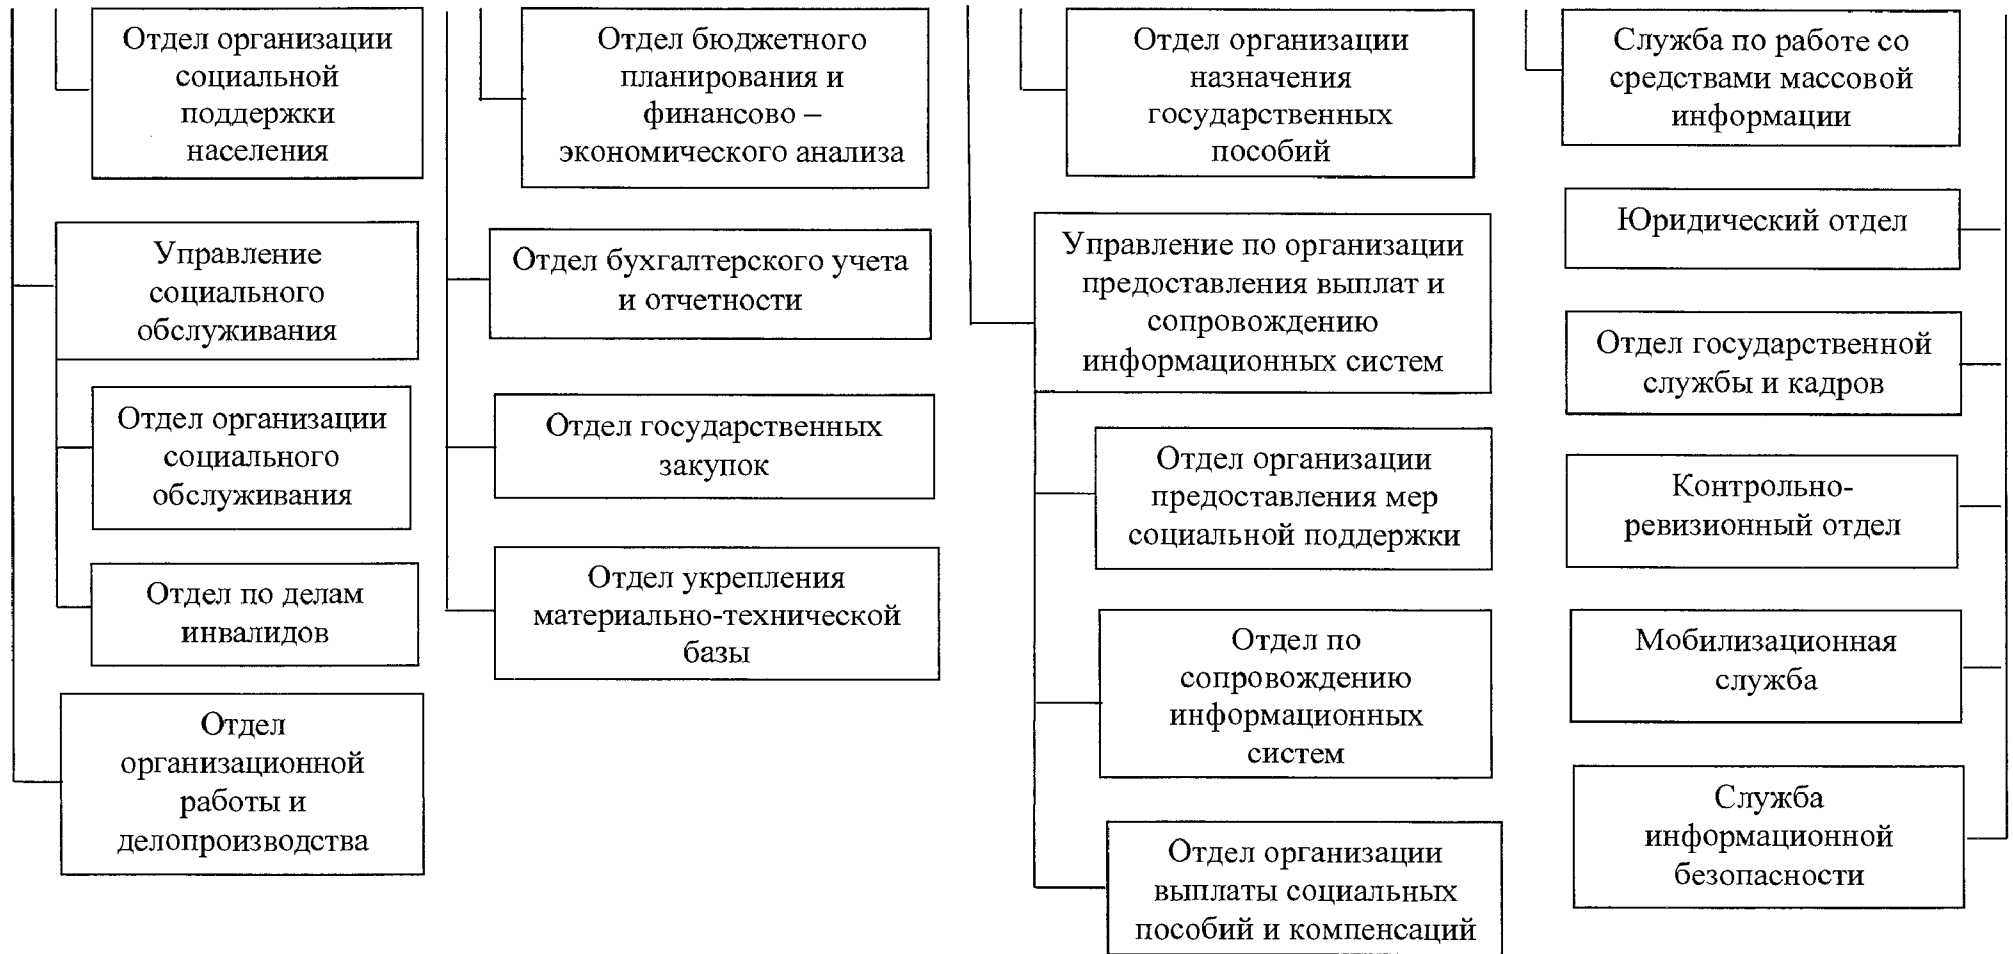 Отдел организации
социальной
поддержки
населения
Управление
социального
обслуживания
Отдел организации
социального
обслуживания
Отдел по делам
инвалидов
Отдел
организационной
работы и
делопроизводства
Отдел бюджетного
планирования и
финансово –
экономического анализа
Отдел бухгалтерского учета
и отчетности
Отдел государственных
закупок
Отдел укрепления
материально-технической
базы
Отдел организации
назначения
государственных
пособий
Управление по организации
предоставления выплат и
сопровождению
информационных систем
Отдел организации
предоставления мер
социальной поддержки
Отдел по
сопровождению
информационных
систем
Отдел организации
выплаты социальных
пособий и компенсаций
Служба по работе со
средствами массовой
информации
Юридический отдел
Отдел государственной
службы и кадров
Контрольно-
ревизионный отдел
Мобилизационная
служба
Служба
информационной
безопасности